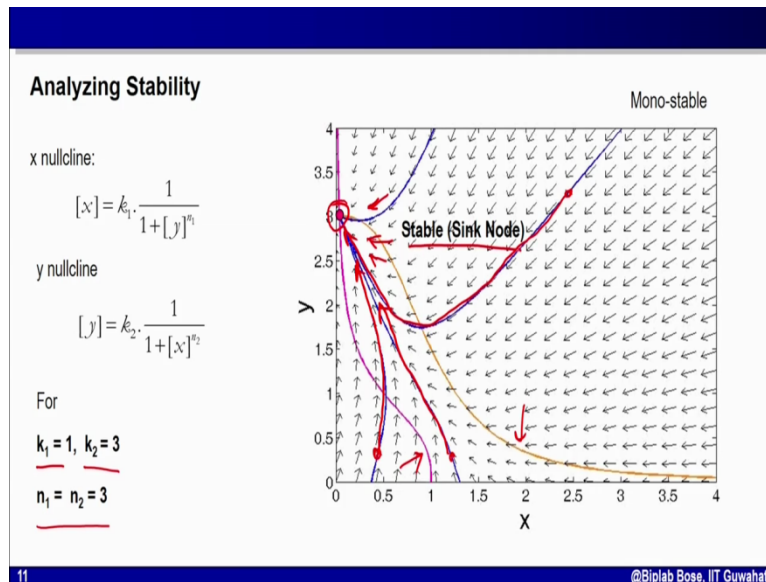 Analyzing Stability
Mono-stable
x nullcline:
[x] = k₁. 1 / 1+[y]^n₁
y nullcline
[y] = k₂. 1 / 1+[x]^n₂
For
k₁ = 1, k₂ = 3
n₁ = n₂ = 3
Stable (Sink Node)
4
3.5
3
2.5
2
1.5
1
0.5
0
y
0 0.5 1 1.5 2 2.5 3 3.5 4
x
11
@Biplab Bose, IIT Guwahat